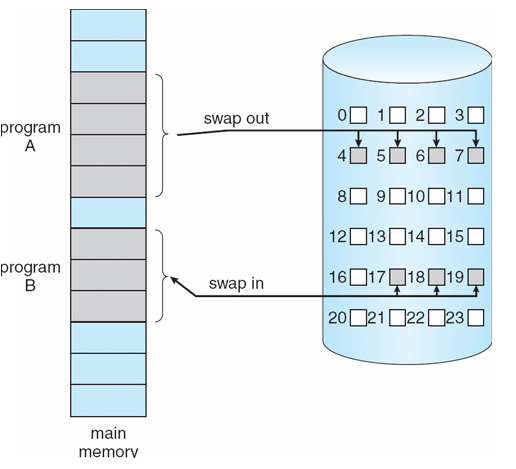 program
A
swap out
0 1 2 3
4 5 6 7
8 9 10 11
12 13 14 15
program
B
swap in
16 17 18 19
20 21 22 23
main
memory